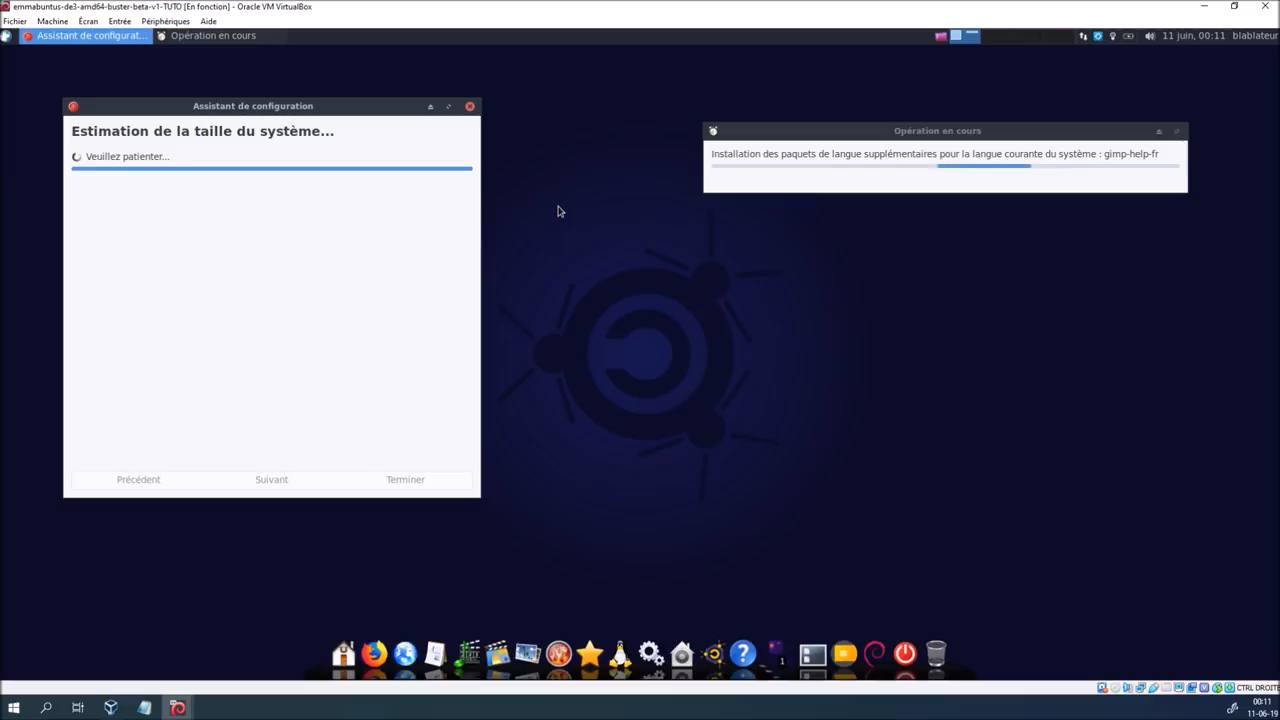 emmabuntus-de3-amd64-buster-beta-v1-TUTO [En fonction] - Oracle VM VirtualBox
Fichier Machine Écran Entrée Périphériques Aide
Assistant de configurat... Opération en cours 11 juin, 00:11 blablateur
Assistant de configuration
Estimation de la taille du système...
Veuillez patienter...
Précédent Suivant Terminer
Opération en cours
Installation des paquets de langue supplémentaires pour la langue courante du système : gimp-help-fr
1
CTRL DROITE
00:11
11-06-19